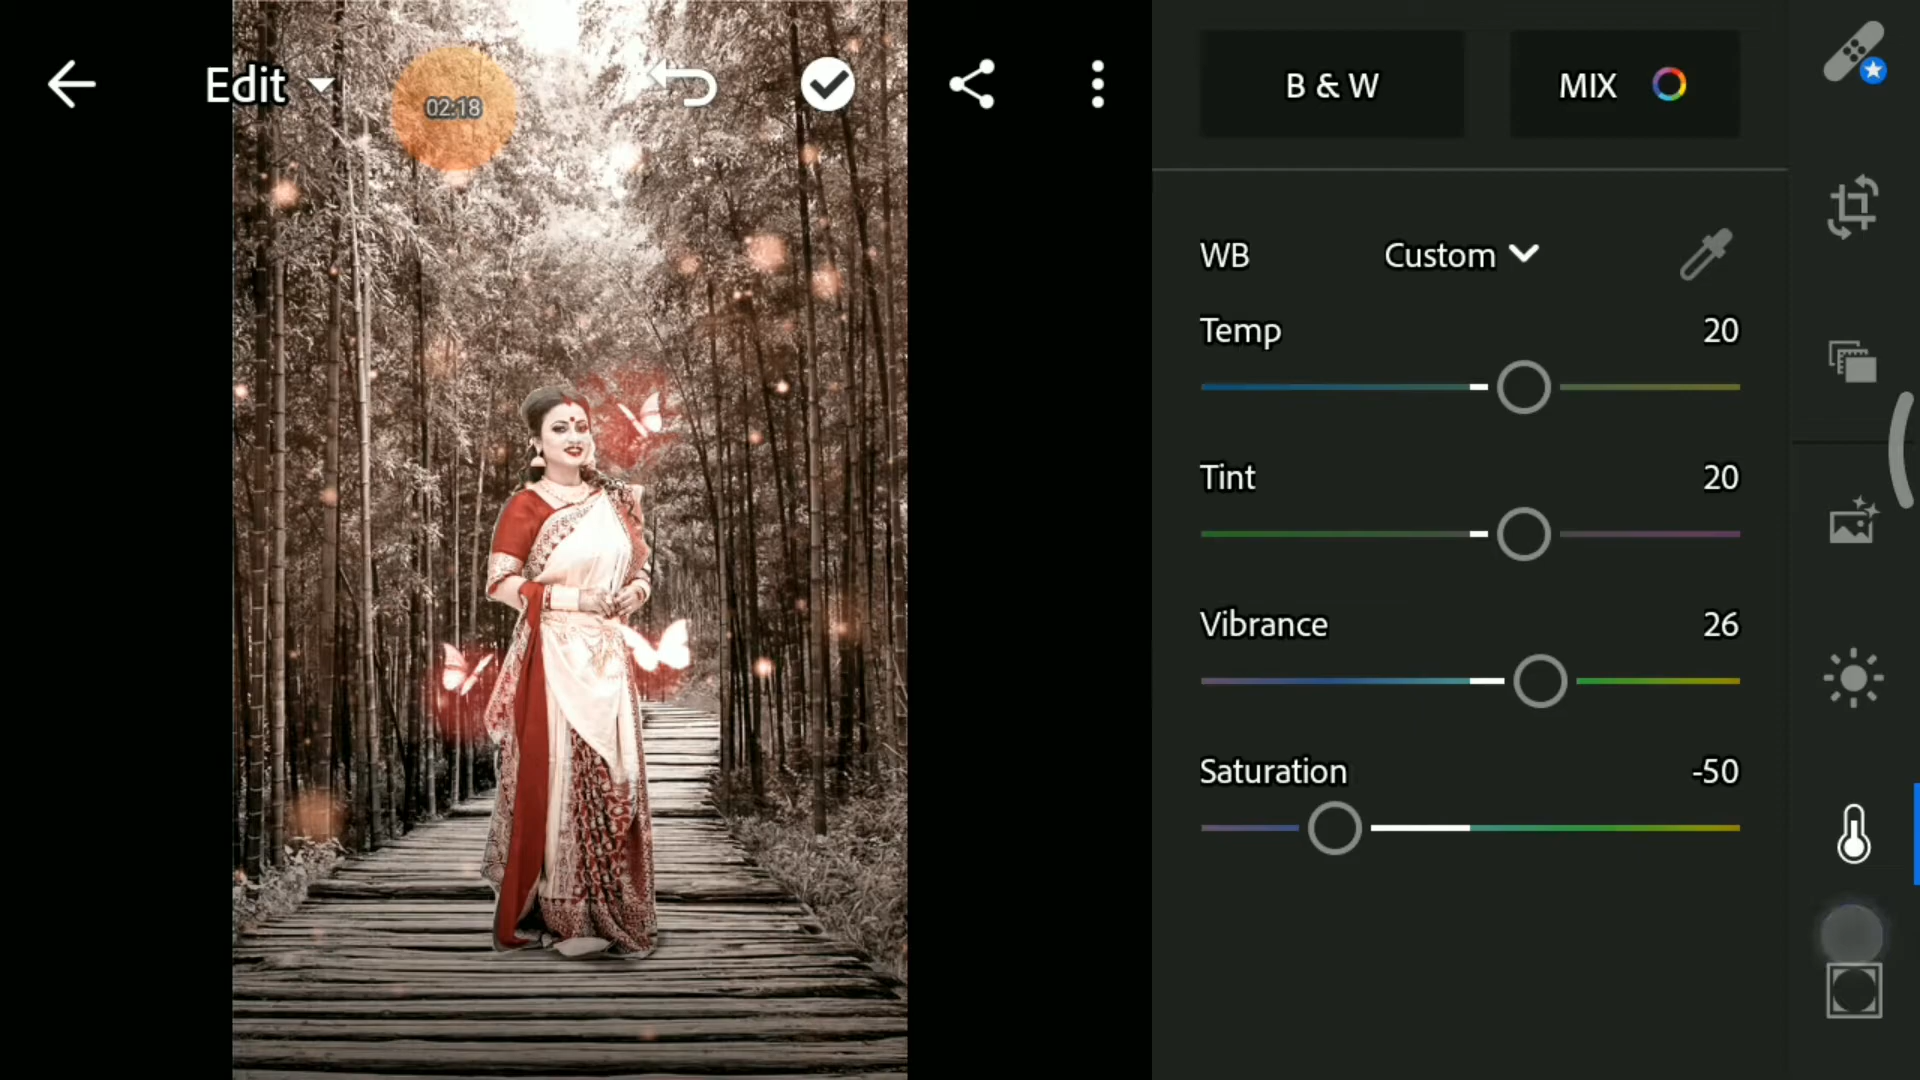 Edit
02:18
B & W
MIX
WB
Custom
Temp
20
Tint
20
Vibrance
26
Saturation
-50